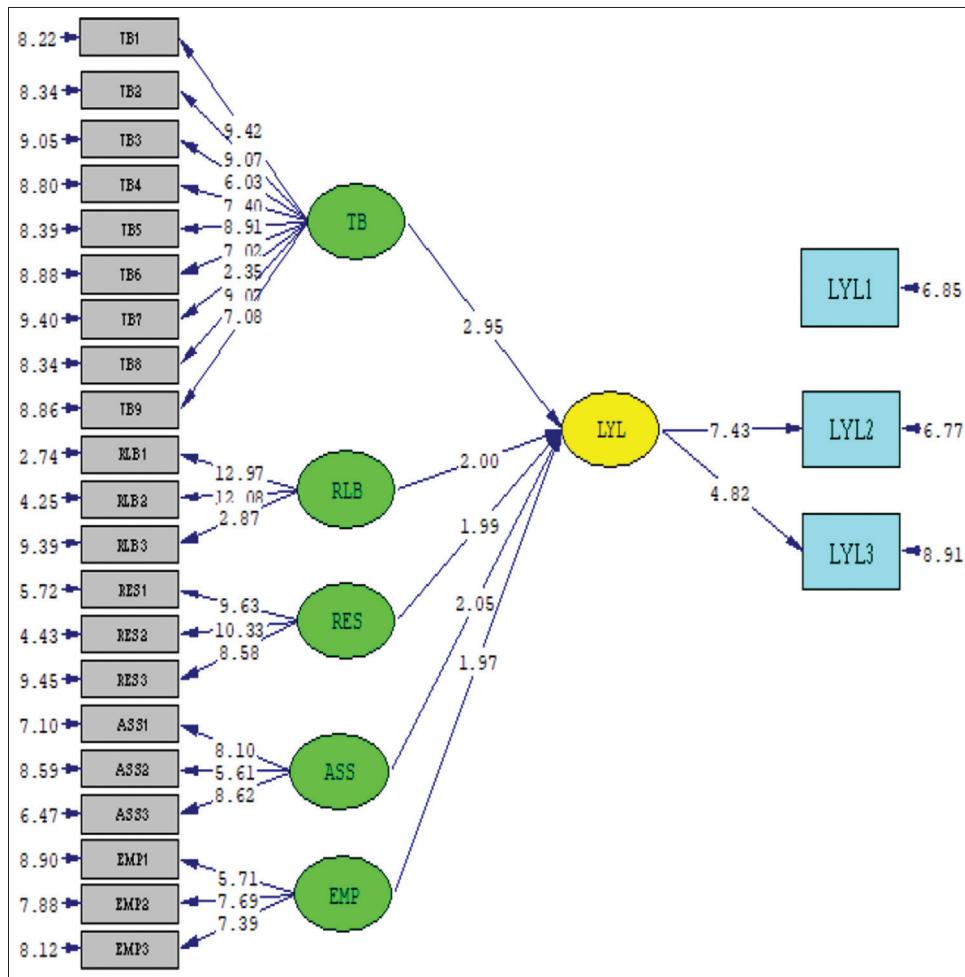 8.22 TB1
8.34 TB2
9.05 TB3
8.80 TB4
8.39 TB5
8.88 TB6
9.40 TB7
8.34 TB8
8.86 TB9
2.74 RLB1
4.25 RLB2
9.39 RLB3
5.72 RES1
4.43 RES2
9.45 RES3
7.10 ASS1
8.59 ASS2
6.47 ASS3
8.90 EMP1
7.88 EMP2
8.12 EMP3
9.42
9.07
6.03
7.40
8.91
7.02
2.35
9.07
7.08
12.97
12.08
2.87
9.63
10.33
8.58
8.10
5.61
8.62
5.71
7.69
7.39
TB
RLB
RES
ASS
EMP
2.95
2.00
1.99
2.05
1.97
LYL
7.43
4.82
LYL1 6.85
LYL2 6.77
LYL3 8.91